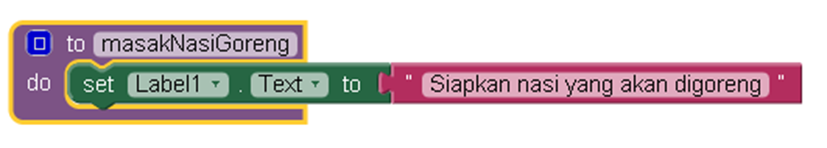 to masakNasiGoreng
do set Label1 . Text to " Siapkan nasi yang akan digoreng "